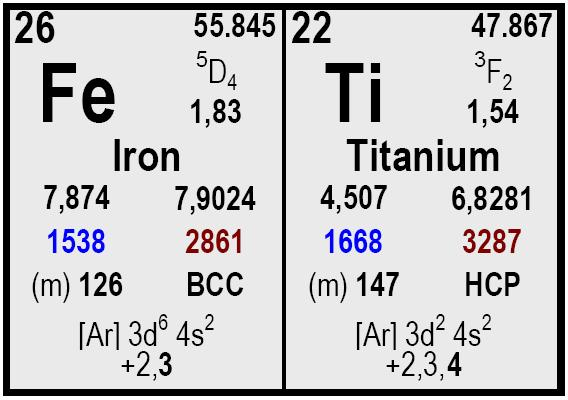 26 55.845
Fe ⁵D₄
1,83
Iron
7,874 7,9024
1538 2861
(m) 126 BCC
[Ar] 3d⁶ 4s²
+2,3
22 47.867
Ti ³F₂
1,54
Titanium
4,507 6,8281
1668 3287
(m) 147 HCP
[Ar] 3d² 4s²
+2,3,4